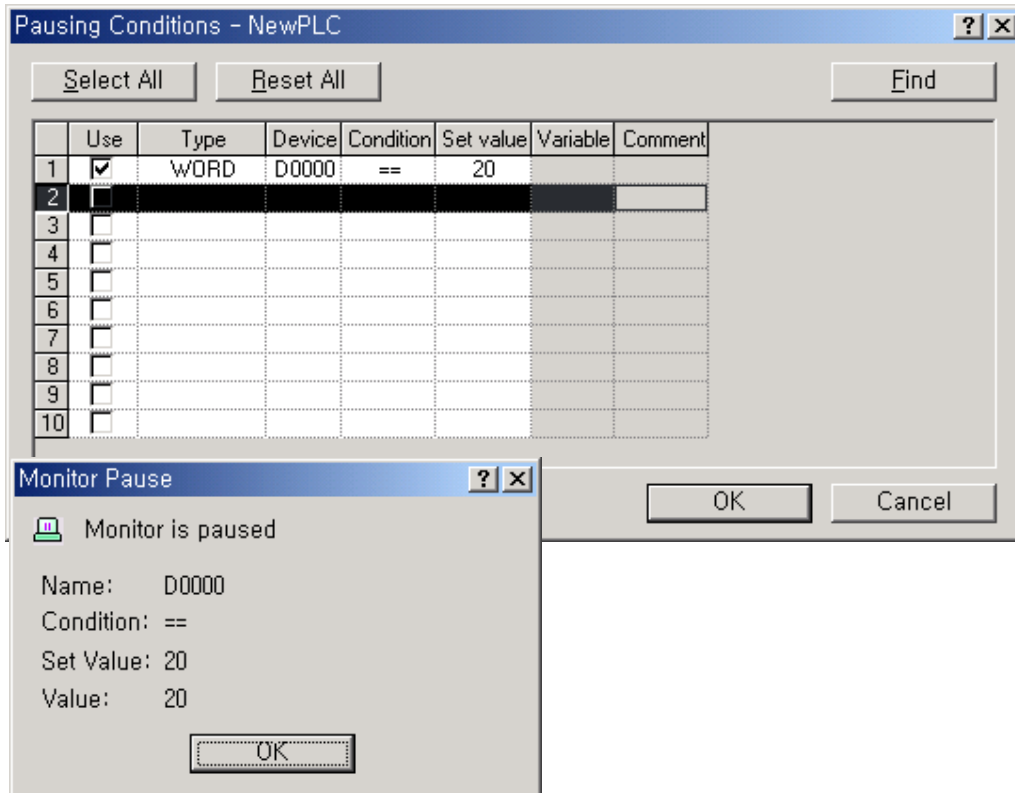 Pausing Conditions - NewPLC
Select All Reset All Find
Use Type Device Condition Set value Variable Comment
1 WORD D0000 == 20
2
3
4
5
6
7
8
9
10
OK Cancel
Monitor Pause
Monitor is paused
Name: D0000
Condition: ==
Set Value: 20
Value: 20
OK